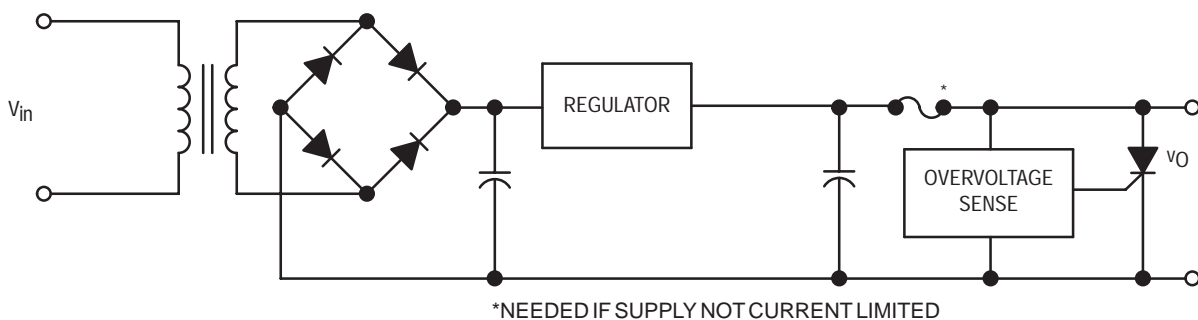 Vin
REGULATOR
*
OVERVOLTAGE
SENSE
vO
*NEEDED IF SUPPLY NOT CURRENT LIMITED